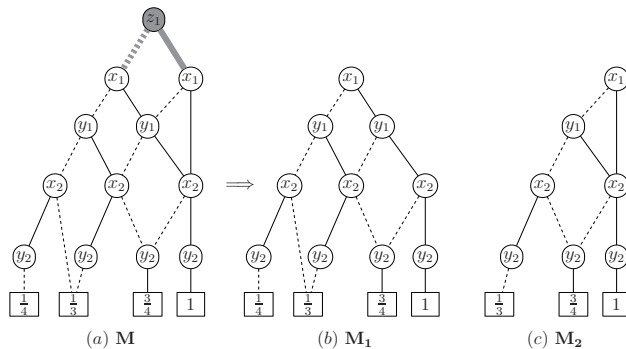 z₁
x₁ x₁ x₁ x₁
y₁ y₁ y₁ y₁ y₁
x₂ x₂ x₂ ⟹ x₂ x₂ x₂ x₂ x₂
y₂ y₂ y₂ y₂ y₂ y₂ y₂ y₂ y₂ y₂ y₂
1/4 1/3 3/4 1 1/4 1/3 3/4 1 1/3 3/4 1
(a) M (b) M₁ (c) M₂